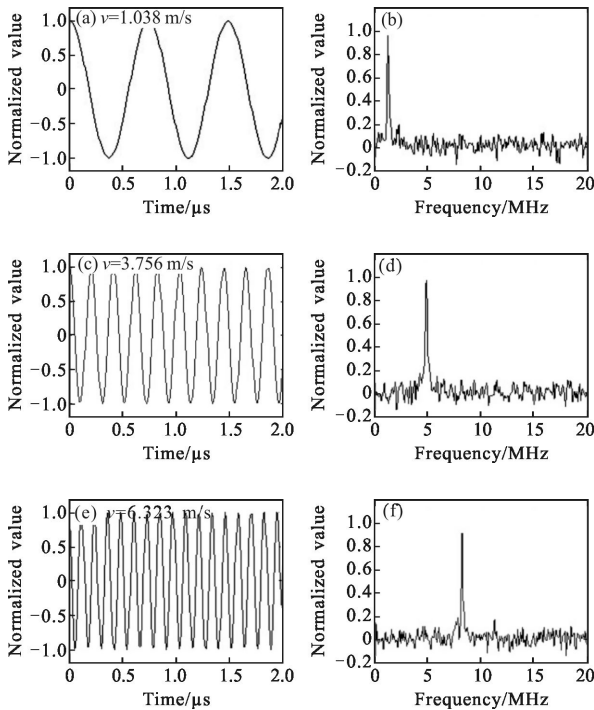 (a) v=1.038 m/s
Normalized value
1.0
0.5
0
−0.5
−1.0
0 0.5 1.0 1.5 2.0
Time/µs
(b)
Normalized value
1.0
0.8
0.6
0.4
0.2
0
−0.2
0 5 10 15 20
Frequency/MHz
(c) v=3.756 m/s
Normalized value
1.0
0.5
0
−0.5
−1.0
0 0.5 1.0 1.5 2.0
Time/µs
(d)
Normalized value
1.0
0.8
0.6
0.4
0.2
0
−0.2
0 5 10 15 20
Frequency/MHz
(e) v=6.323 m/s
Normalized value
1.0
0.5
0
−0.5
−1.0
0 0.5 1.0 1.5 2.0
Time/µs
(f)
Normalized value
1.0
0.8
0.6
0.4
0.2
0
−0.2
0 5 10 15 20
Frequency/MHz